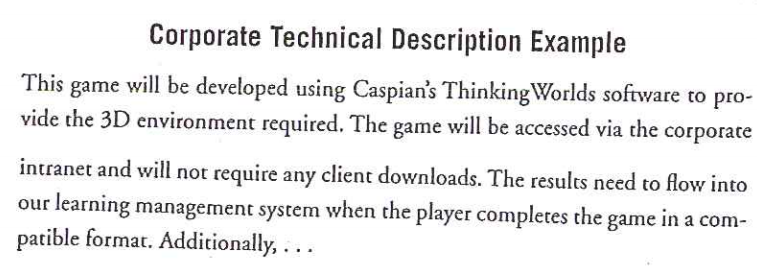 Corporate Technical Description Example
This game will be developed using Caspian's ThinkingWorlds software to pro-
vide the 3D environment required. The game will be accessed via the corporate
intranet and will not require any client downloads. The results need to flow into
our learning management system when the player completes the game in a com-
patible format. Additionally, . . .